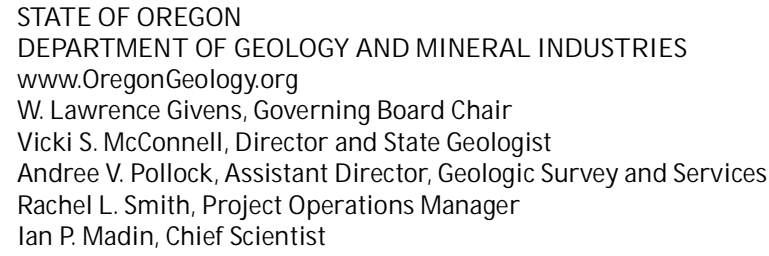 STATE OF OREGON
DEPARTMENT OF GEOLOGY AND MINERAL INDUSTRIES
www.OregonGeology.org
W. Lawrence Givens, Governing Board Chair
Vicki S. McConnell, Director and State Geologist
Andree V. Pollock, Assistant Director, Geologic Survey and Services
Rachel L. Smith, Project Operations Manager
Ian P. Madin, Chief Scientist